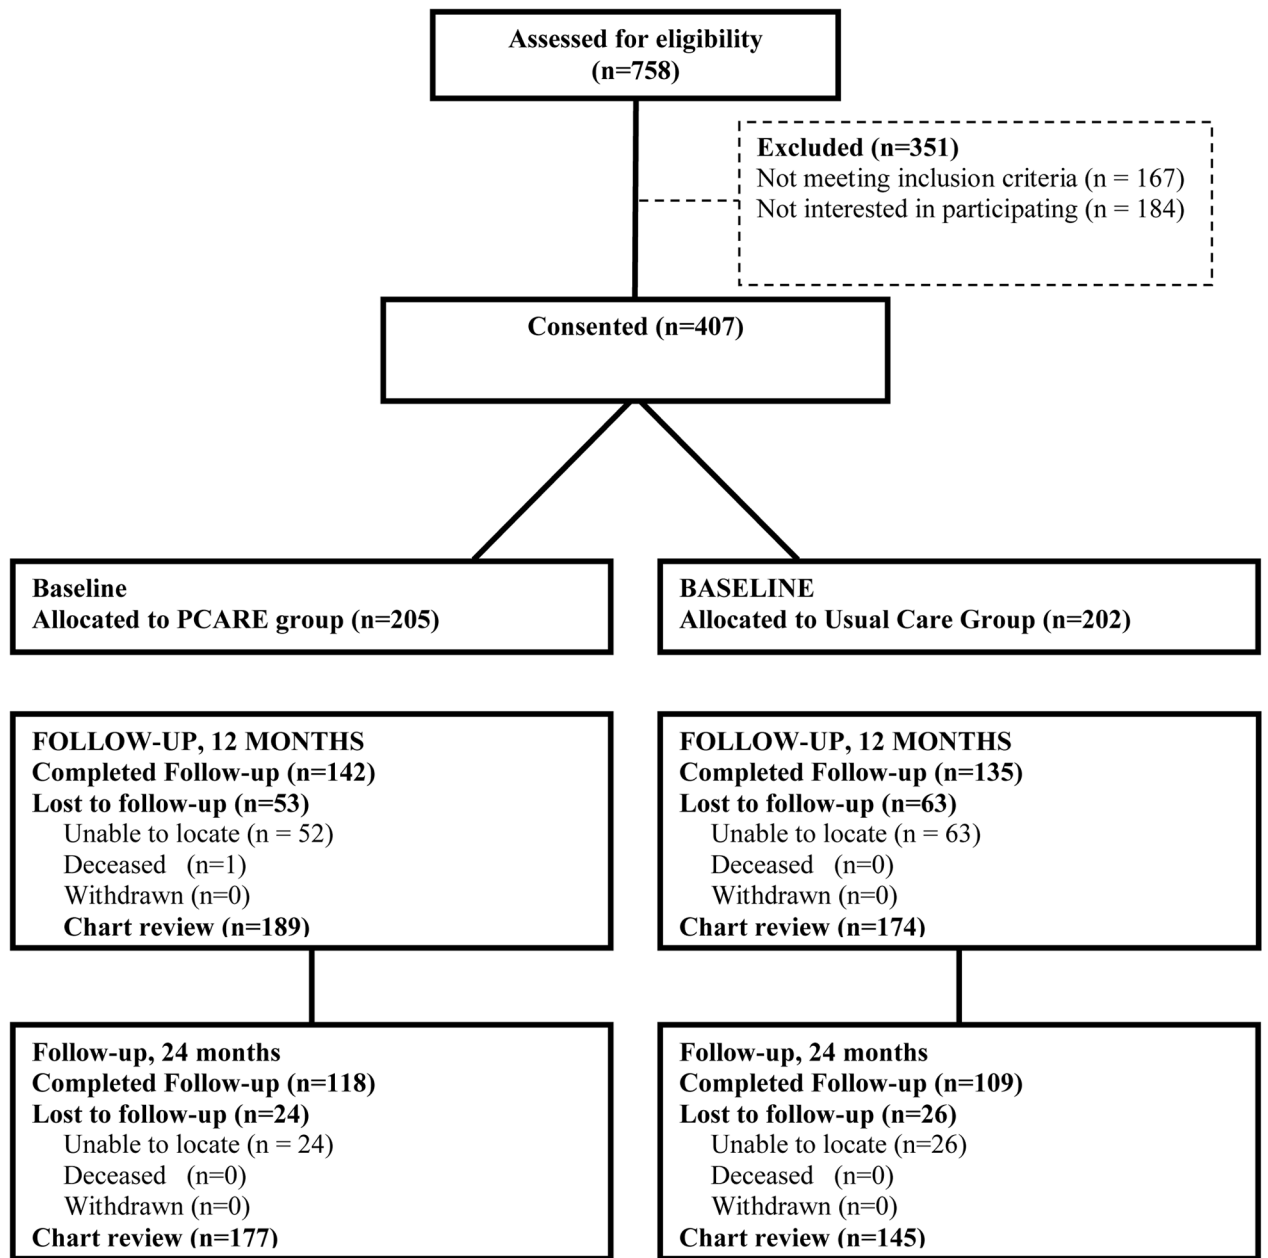 Assessed for eligibility
(n=758)
Excluded (n=351)
Not meeting inclusion criteria (n = 167)
Not interested in participating (n = 184)
Consented (n=407)
Baseline
Allocated to PCARE group (n=205)
BASELINE
Allocated to Usual Care Group (n=202)
FOLLOW-UP, 12 MONTHS
Completed Follow-up (n=142)
Lost to follow-up (n=53)
Unable to locate (n = 52)
Deceased   (n=1)
Withdrawn (n=0)
Chart review (n=189)
FOLLOW-UP, 12 MONTHS
Completed Follow-up (n=135)
Lost to follow-up (n=63)
Unable to locate (n = 63)
Deceased   (n=0)
Withdrawn (n=0)
Chart review (n=174)
Follow-up, 24 months
Completed Follow-up (n=118)
Lost to follow-up (n=24)
Unable to locate (n = 24)
Deceased   (n=0)
Withdrawn (n=0)
Chart review (n=177)
Follow-up, 24 months
Completed Follow-up (n=109)
Lost to follow-up (n=26)
Unable to locate (n=26)
Deceased   (n=0)
Withdrawn (n=0)
Chart review (n=145)